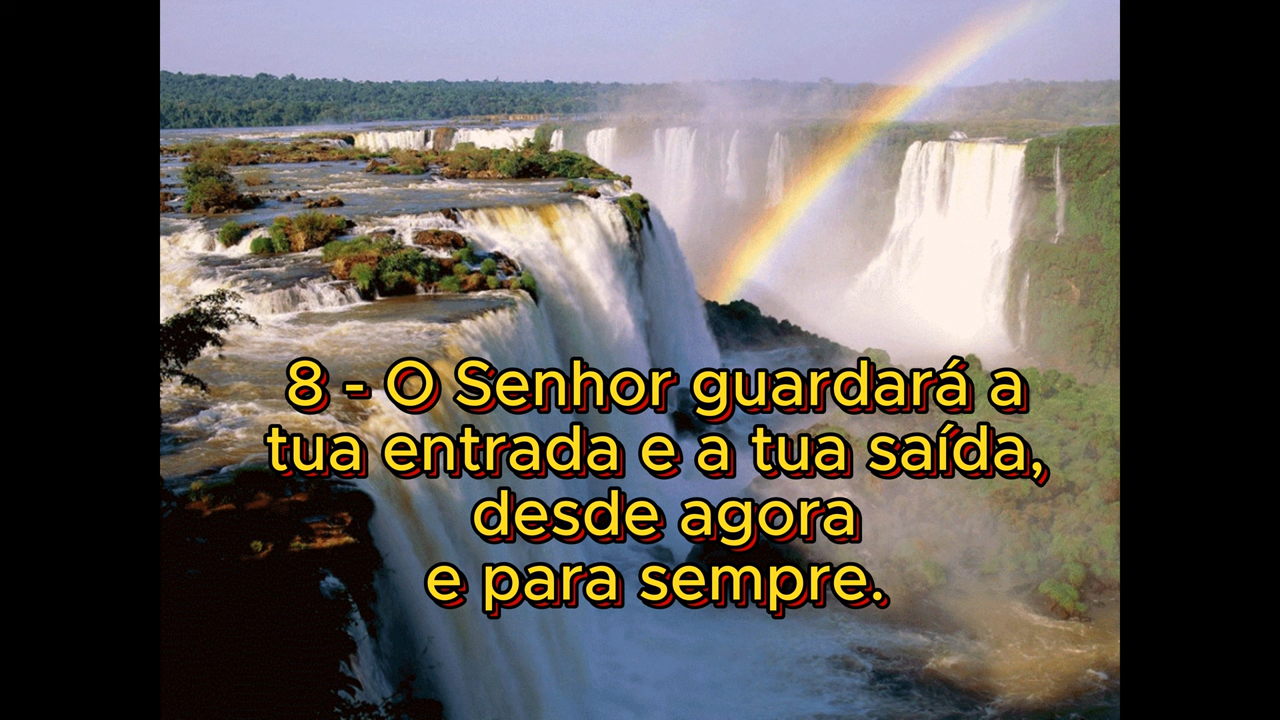 8 - O Senhor guardará a
tua entrada e a tua saída,
desde agora
e para sempre.